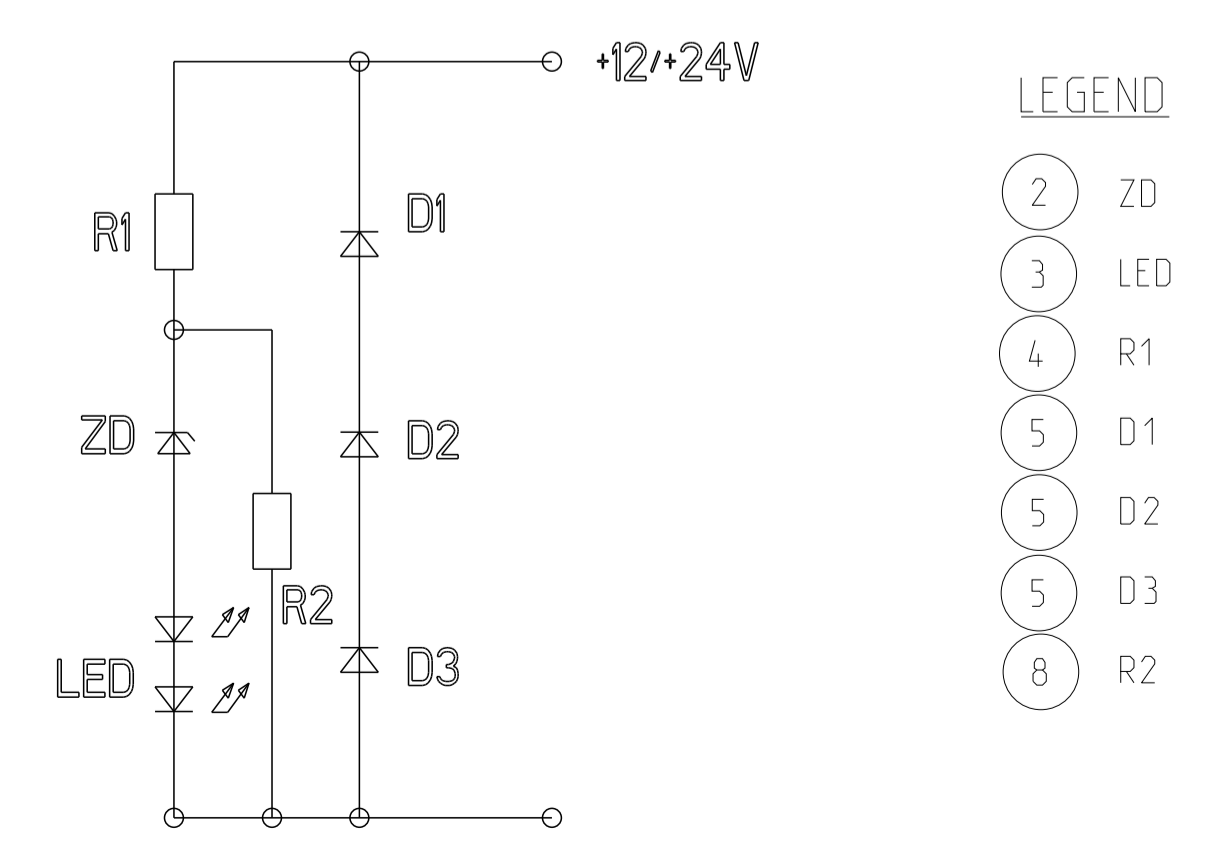 +12/+24V
R1
D1
ZD
D2
R2
LED
D3
LEGEND
2 ZD
3 LED
4 R1
5 D1
5 D2
5 D3
8 R2